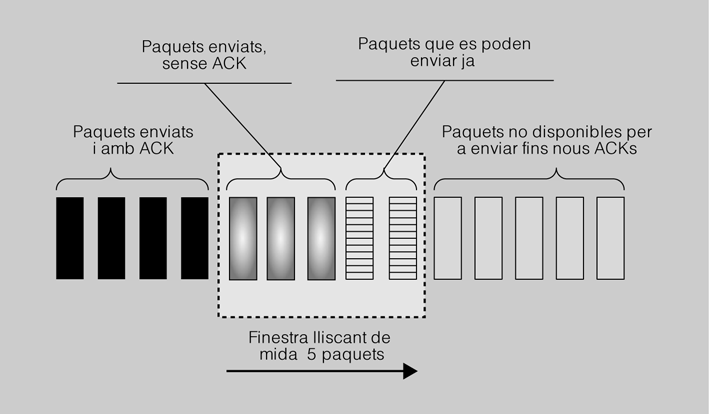 Paquets enviats,
sense ACK
Paquets que es poden
enviar ja
Paquets enviats
i amb ACK
Paquets no disponibles per
a enviar fins nous ACKs
Finestra lliscant de
mida 5 paquets